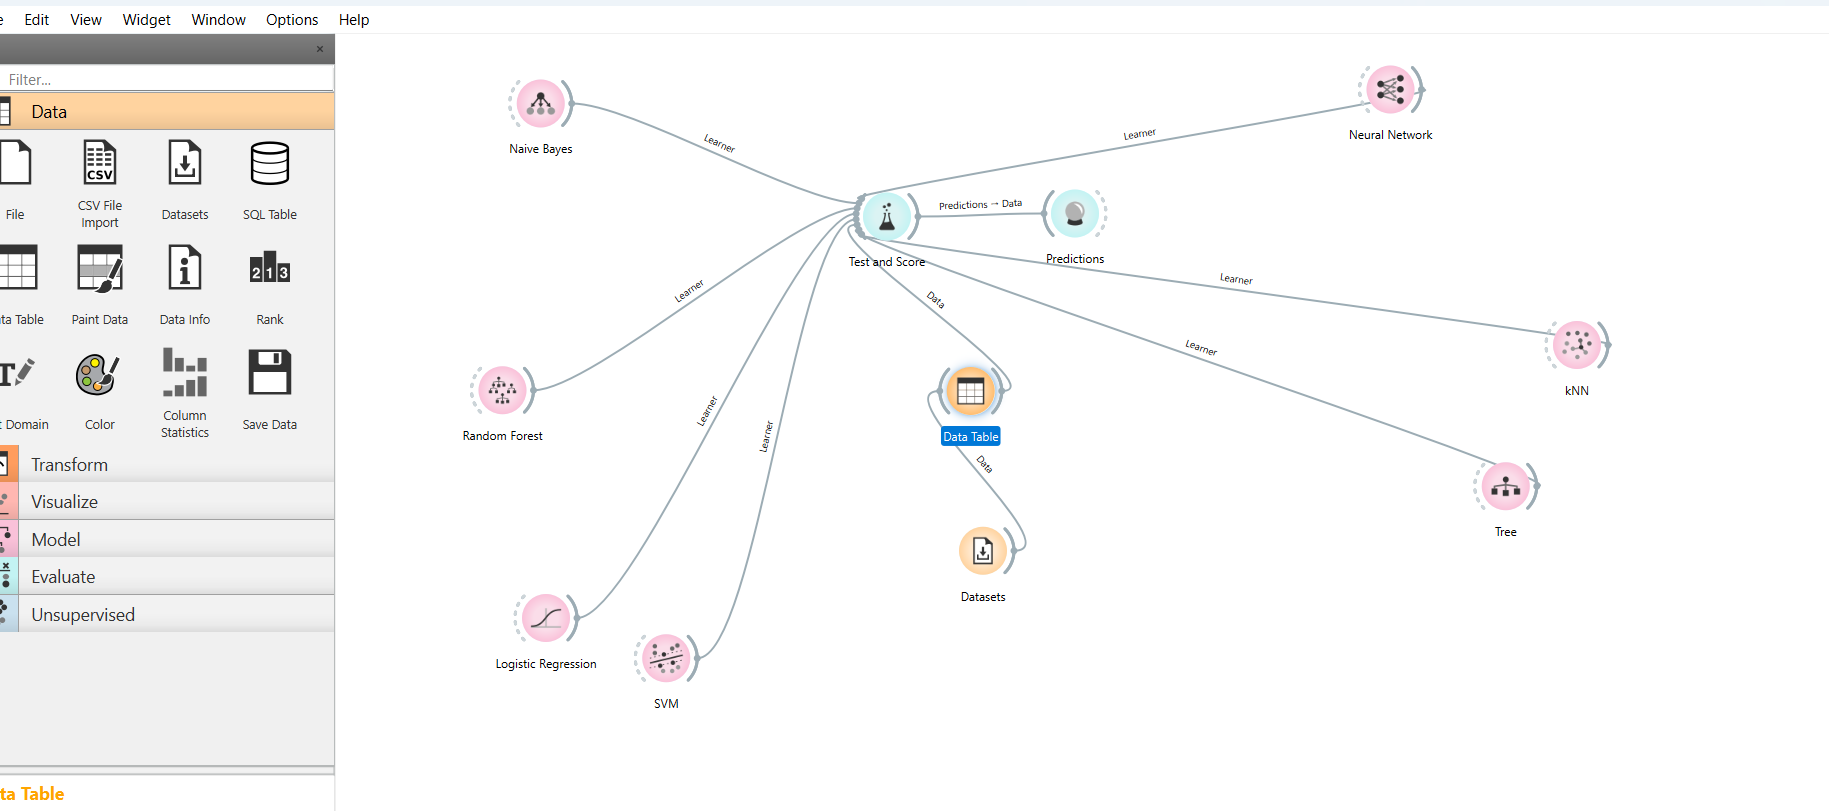 e Edit View Widget Window Options Help
×
Filter...
Data
File
CSV File
Import
CSV
Datasets
SQL Table
ta Table
Paint Data
Data Info
213
Rank
T
t Domain
Color
Column
Statistics
Save Data
Transform
Visualize
Model
Evaluate
Unsupervised
ta Table
Naive Bayes
Learner
Learner
Neural Network
Predictions → Data
Test and Score
Predictions
Learner
Data
Learner
Learner
kNN
Random Forest
Learner
Learner
Data Table
Data
Tree
Datasets
Logistic Regression
SVM